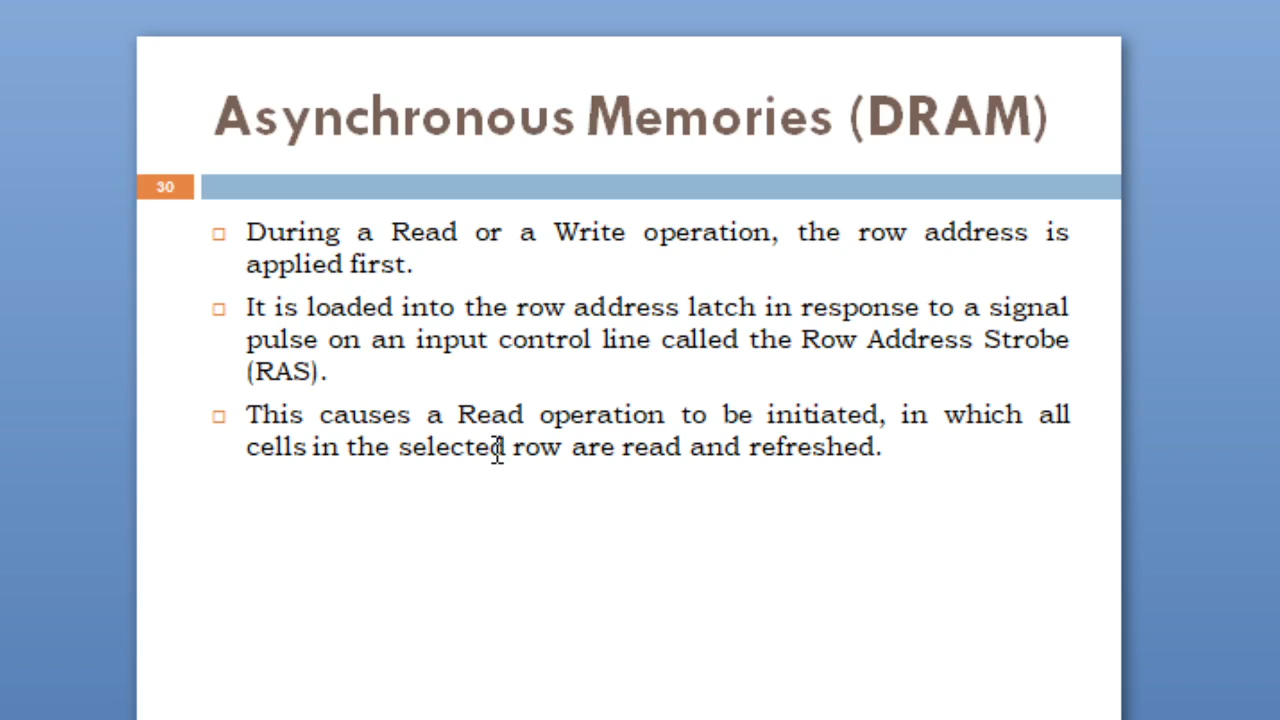 Asynchronous Memories (DRAM)
30
During a Read or a Write operation, the row address is
applied first.
It is loaded into the row address latch in response to a signal
pulse on an input control line called the Row Address Strobe
(RAS).
This causes a Read operation to be initiated, in which all
cells in the selected row are read and refreshed.